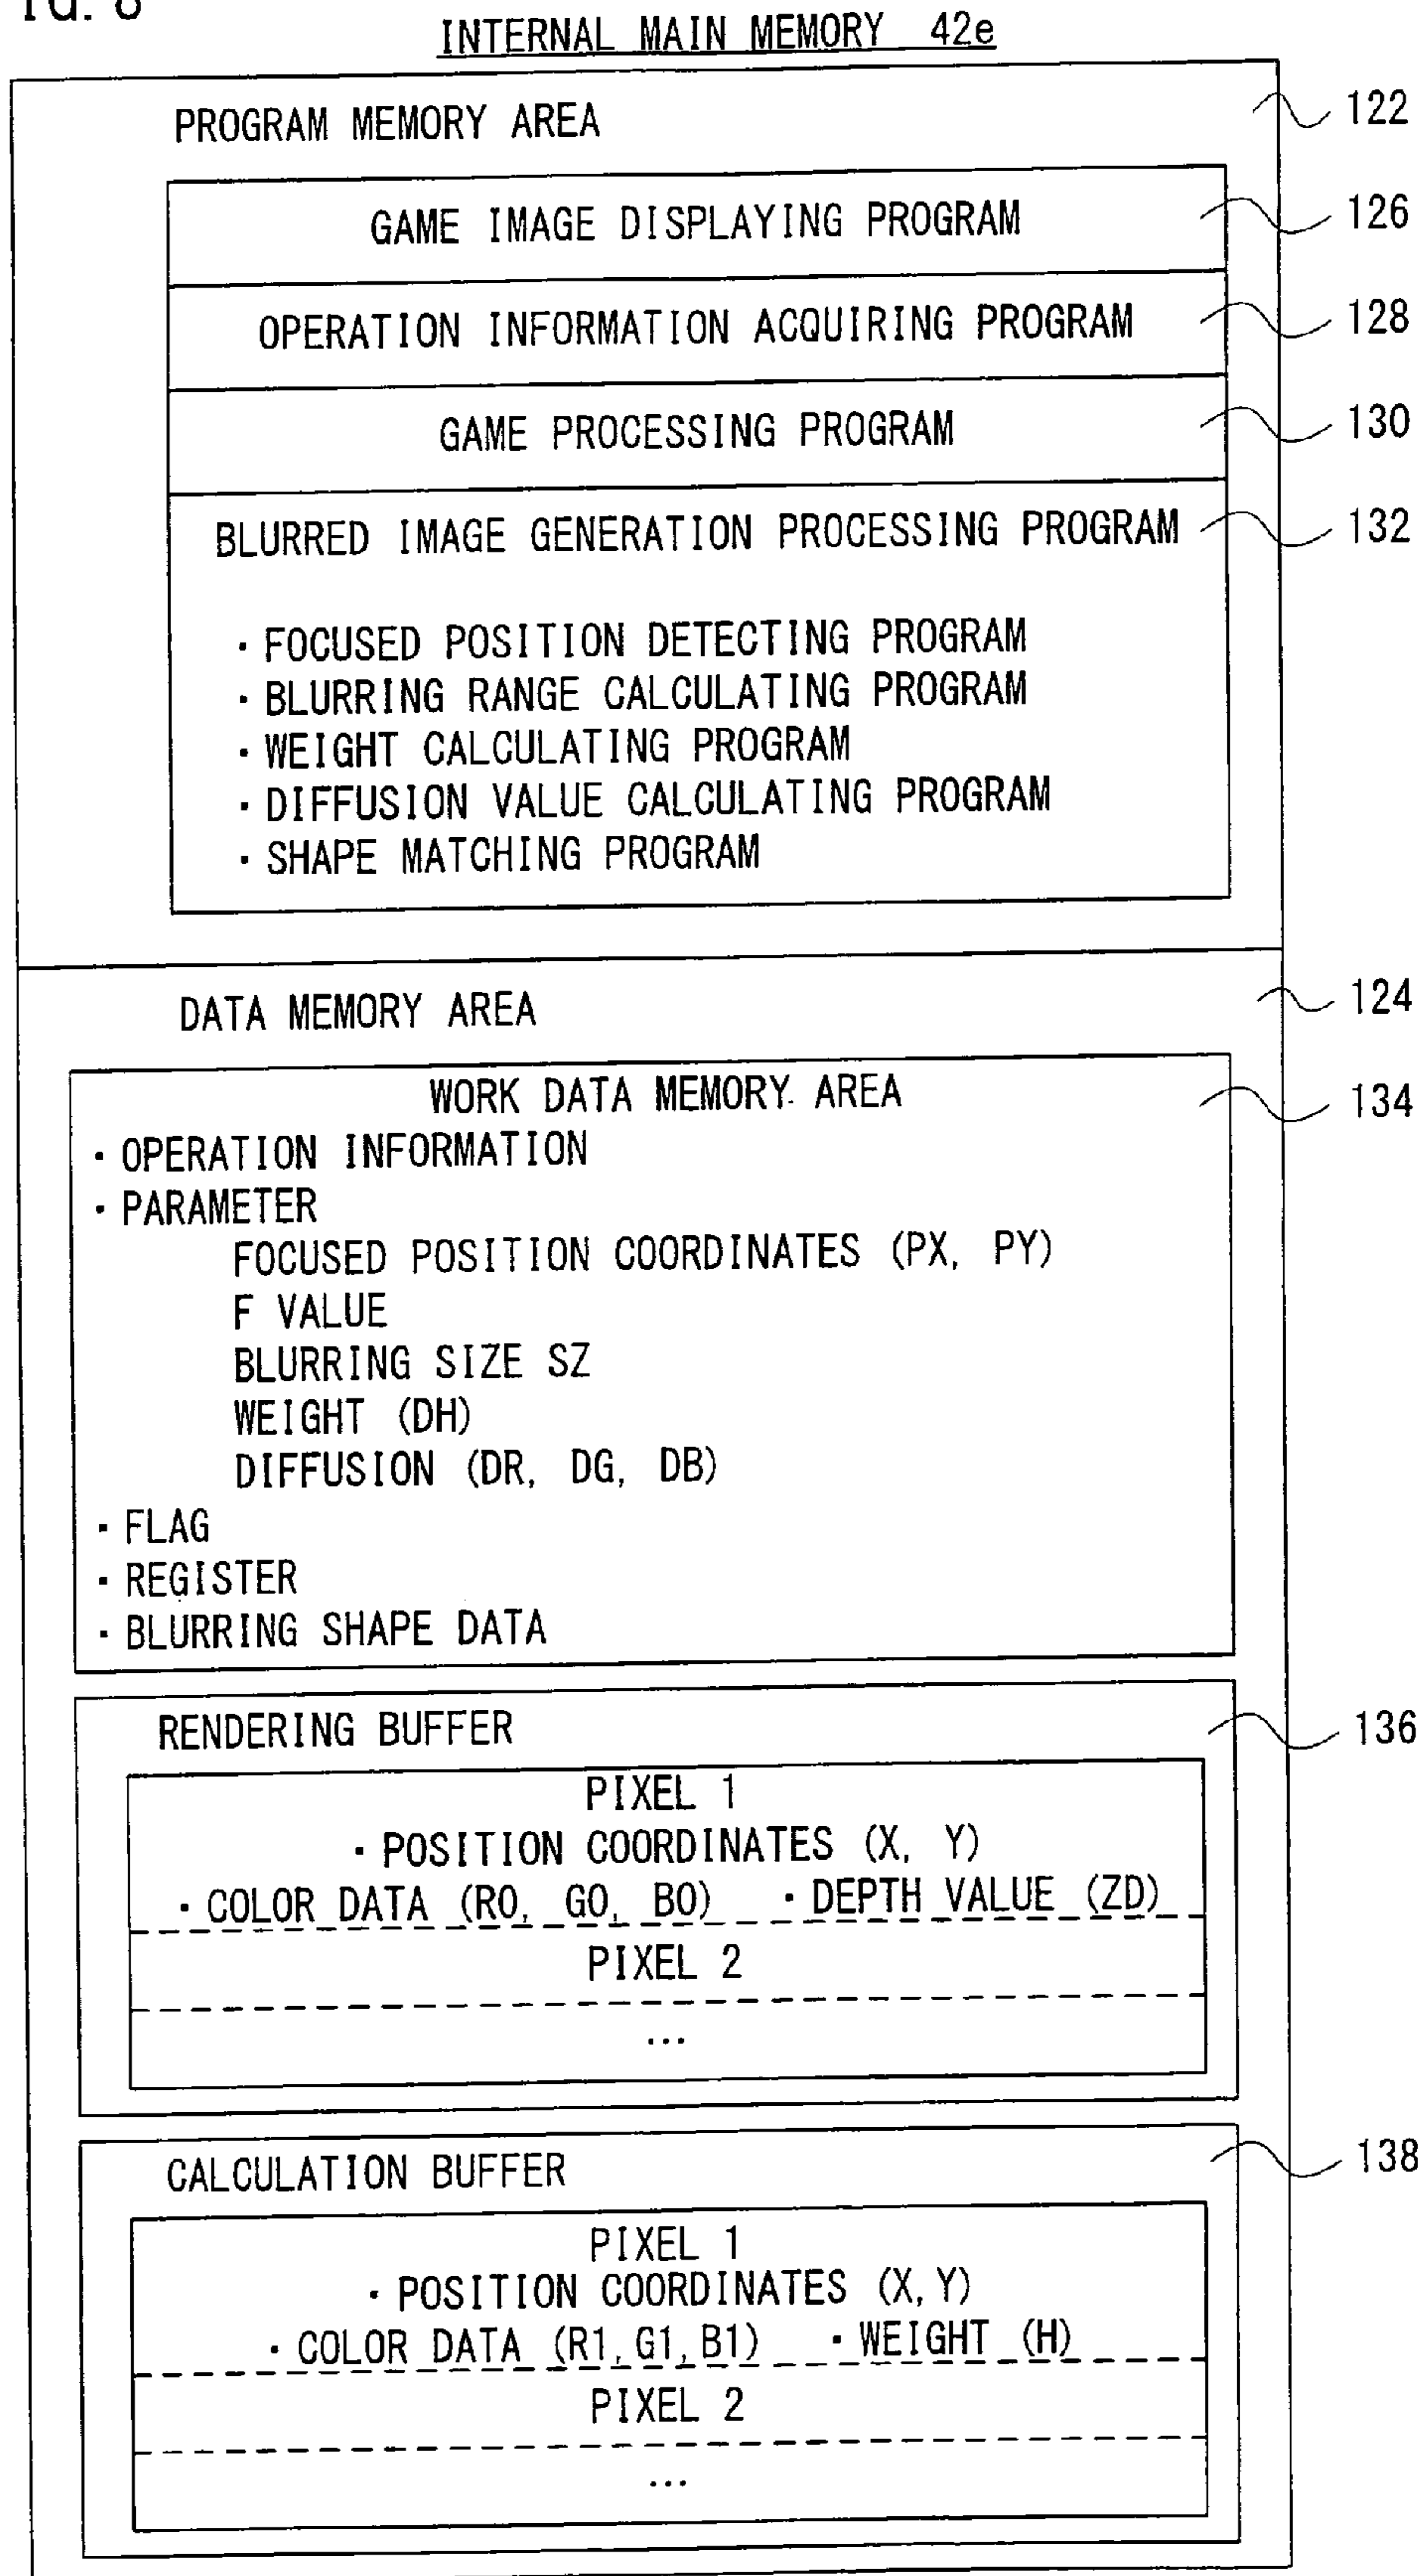 INTERNAL MAIN MEMORY 42e
PROGRAM MEMORY AREA 122
GAME IMAGE DISPLAYING PROGRAM 126
OPERATION INFORMATION ACQUIRING PROGRAM 128
GAME PROCESSING PROGRAM 130
BLURRED IMAGE GENERATION PROCESSING PROGRAM 132
・FOCUSED POSITION DETECTING PROGRAM
・BLURRING RANGE CALCULATING PROGRAM
・WEIGHT CALCULATING PROGRAM
・DIFFUSION VALUE CALCULATING PROGRAM
・SHAPE MATCHING PROGRAM
DATA MEMORY AREA 124
WORK DATA MEMORY AREA 134
・OPERATION INFORMATION
・PARAMETER
FOCUSED POSITION COORDINATES (PX, PY)
F VALUE
BLURRING SIZE SZ
WEIGHT (DH)
DIFFUSION (DR, DG, DB)
・FLAG
・REGISTER
・BLURRING SHAPE DATA
RENDERING BUFFER 136
PIXEL 1
・POSITION COORDINATES (X, Y)
・COLOR DATA (R0, G0, B0) ・DEPTH VALUE (ZD)
PIXEL 2
...
CALCULATION BUFFER 138
PIXEL 1
・POSITION COORDINATES (X, Y)
・COLOR DATA (R1, G1, B1) ・WEIGHT (H)
PIXEL 2
...